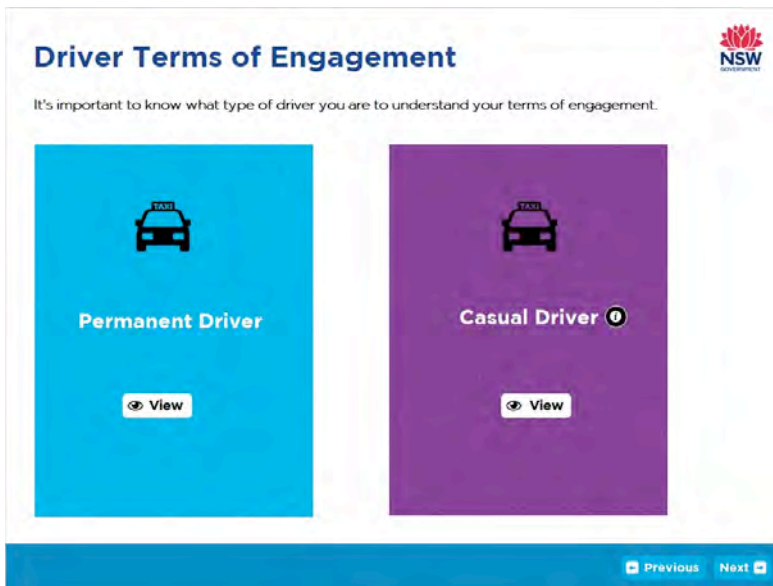 Driver Terms of Engagement
NSW
GOVERNMENT
It's important to know what type of driver you are to understand your terms of engagement.
TAXI
TAXI
Permanent Driver
Casual Driver
View
View
Previous
Next